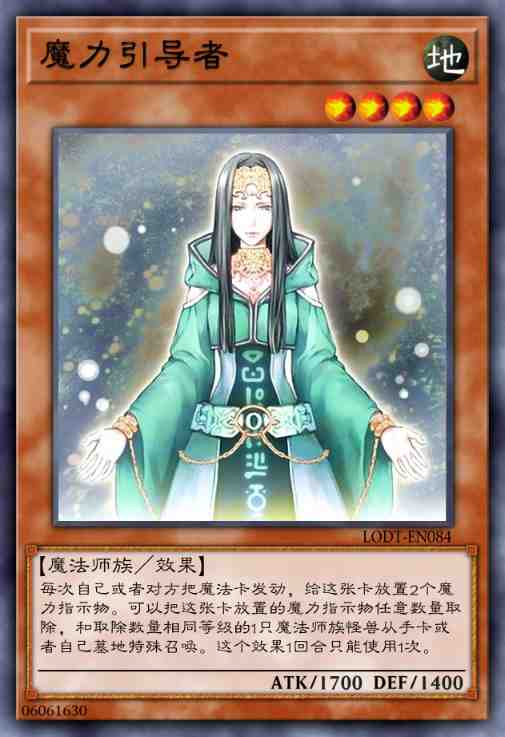 魔力引导者
地
LODT-EN084
【魔法师族／效果】
每次自己或者对方把魔法卡发动，给这张卡放置2个魔
力指示物。可以把这张卡放置的魔力指示物任意数量取
除，和取除数量相同等级的1只魔法师族怪兽从手卡或
者自己墓地特殊召唤。这个效果1回合只能使用1次。
ATK/1700 DEF/1400
06061630